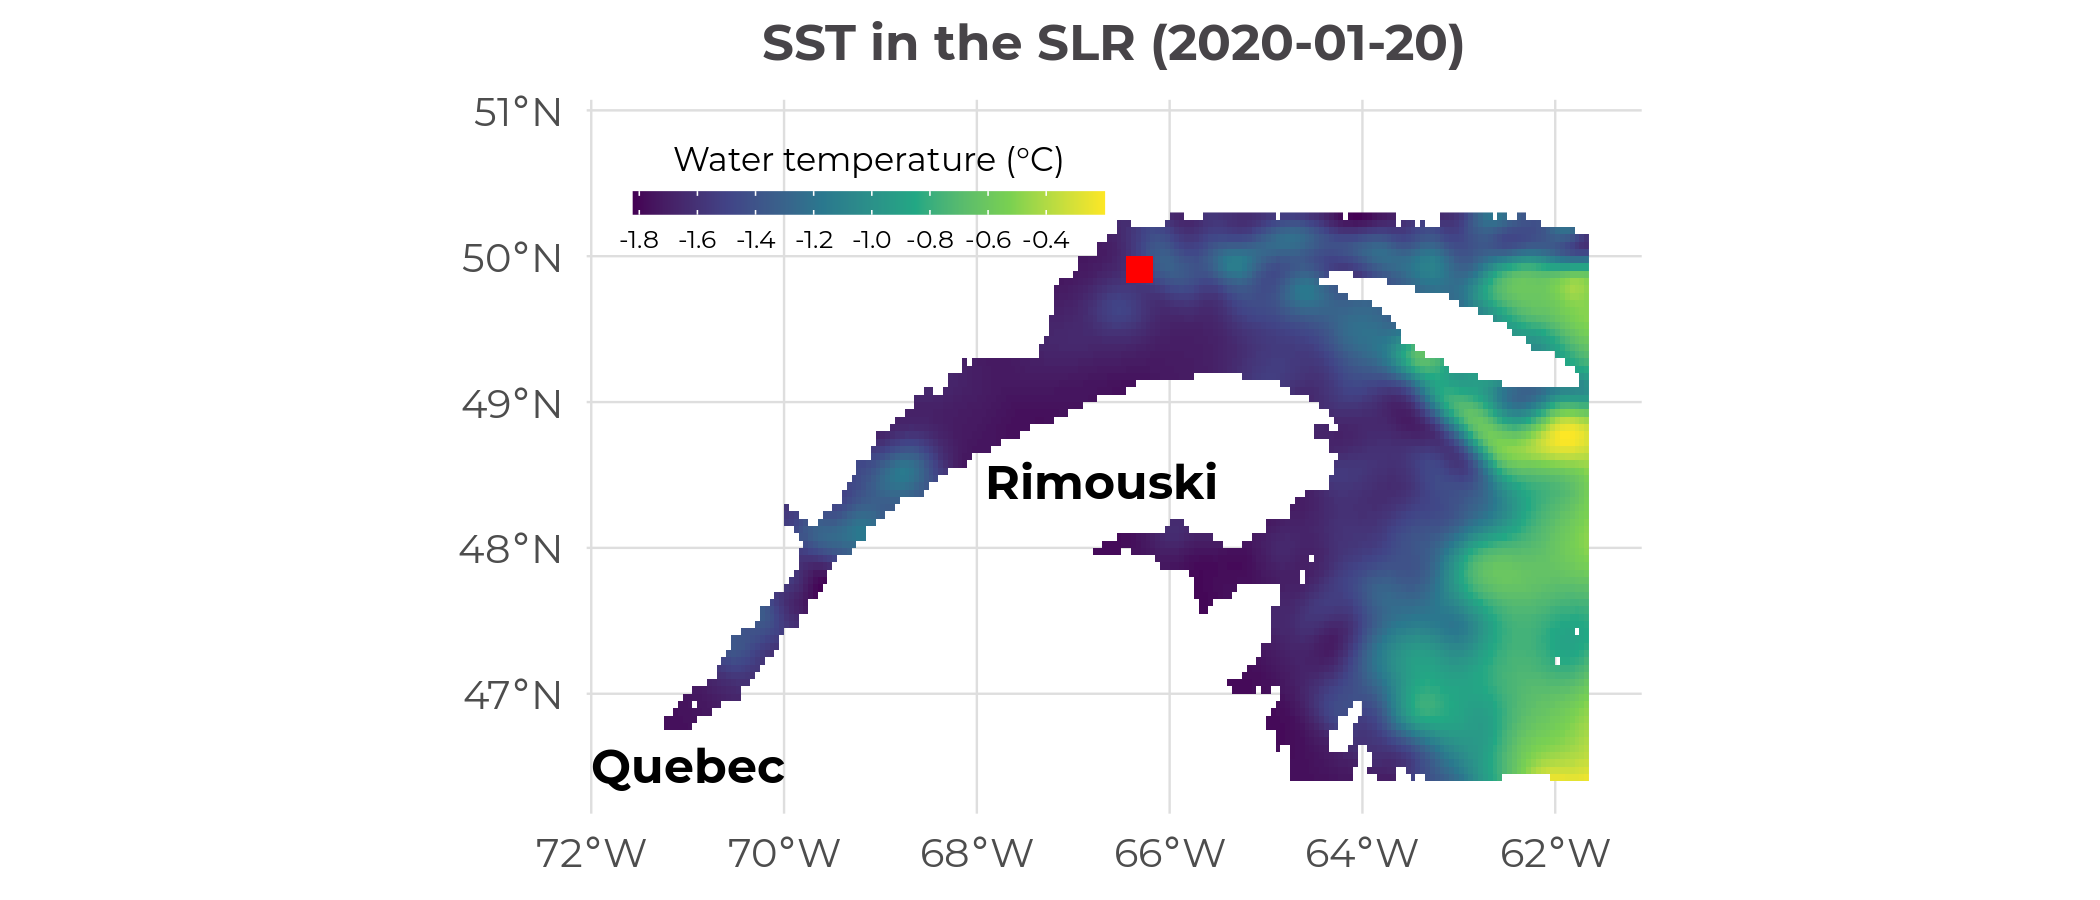 SST in the SLR (2020-01-20)
51°N
Water temperature (°C)
-1.8 -1.6 -1.4 -1.2 -1.0 -0.8 -0.6 -0.4
50°N
49°N
Rimouski
48°N
47°N
Quebec
72°W 70°W 68°W 66°W 64°W 62°W